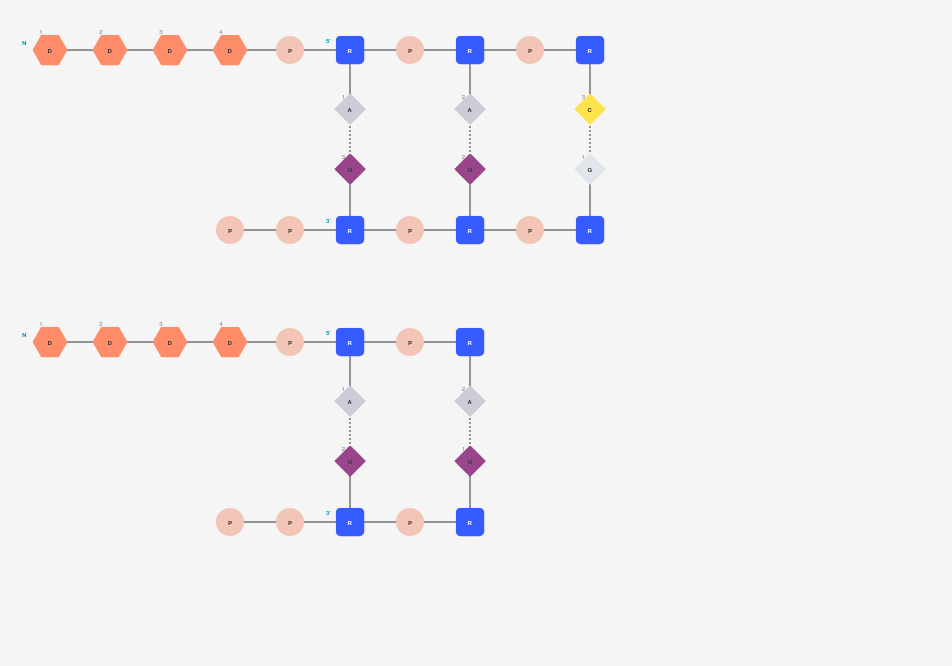 1 2 3 4
N D D D D P 5' R P R P R
1 2 3
A A C
3 2 1
U U G
P P 3' R P R P R
1 2 3 4
N D D D D P 5' R P R
1 2
A A
2 1
U U
P P 3' R P R